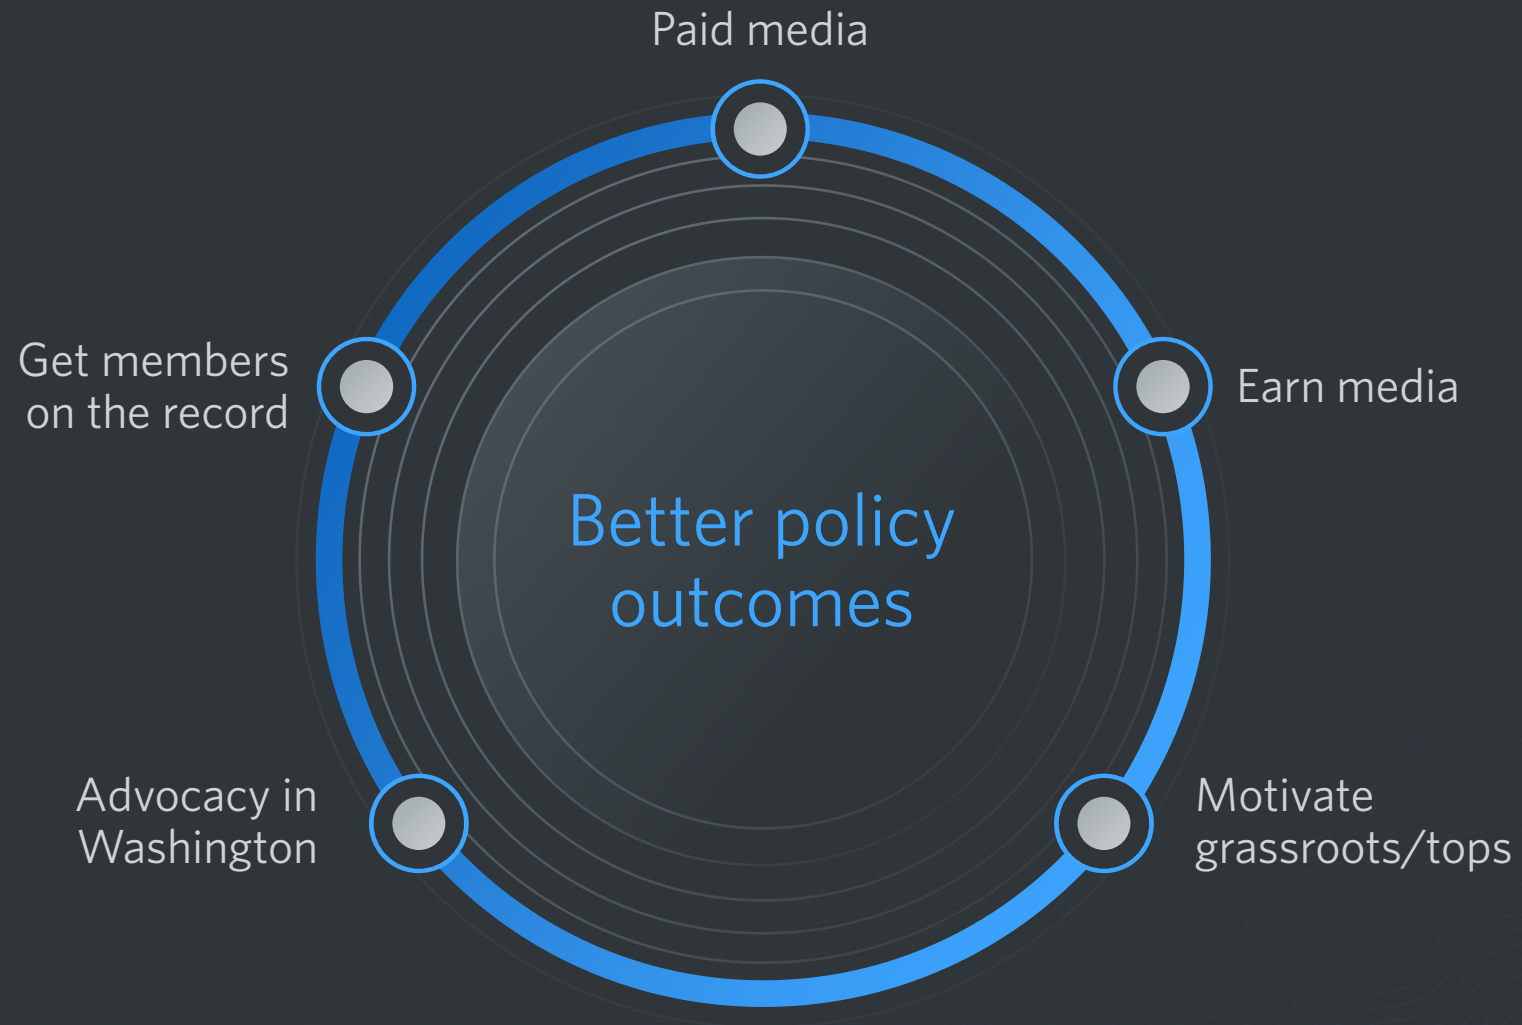 Paid media
Get members
on the record
Earn media
Better policy
outcomes
Advocacy in
Washington
Motivate
grassroots/tops